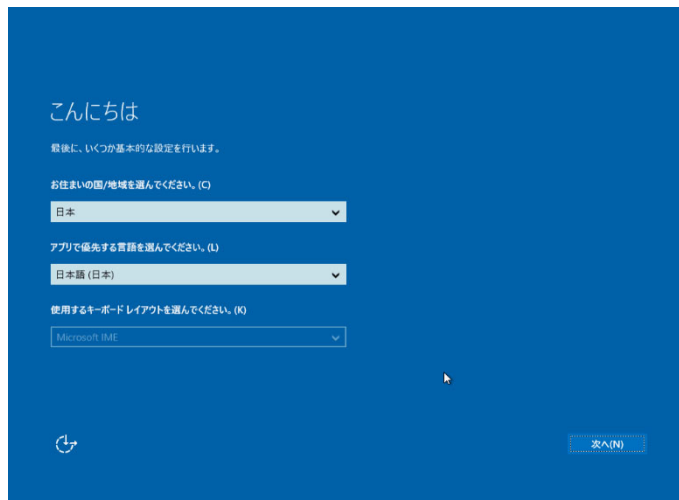 こんにちは
最後に、いくつか基本的な設定を行います。
お住まいの国/地域を選んでください。(C)
日本
アプリで優先する言語を選んでください。(L)
日本語 (日本)
使用するキーボード レイアウトを選んでください。(K)
Microsoft IME
次へ(N)